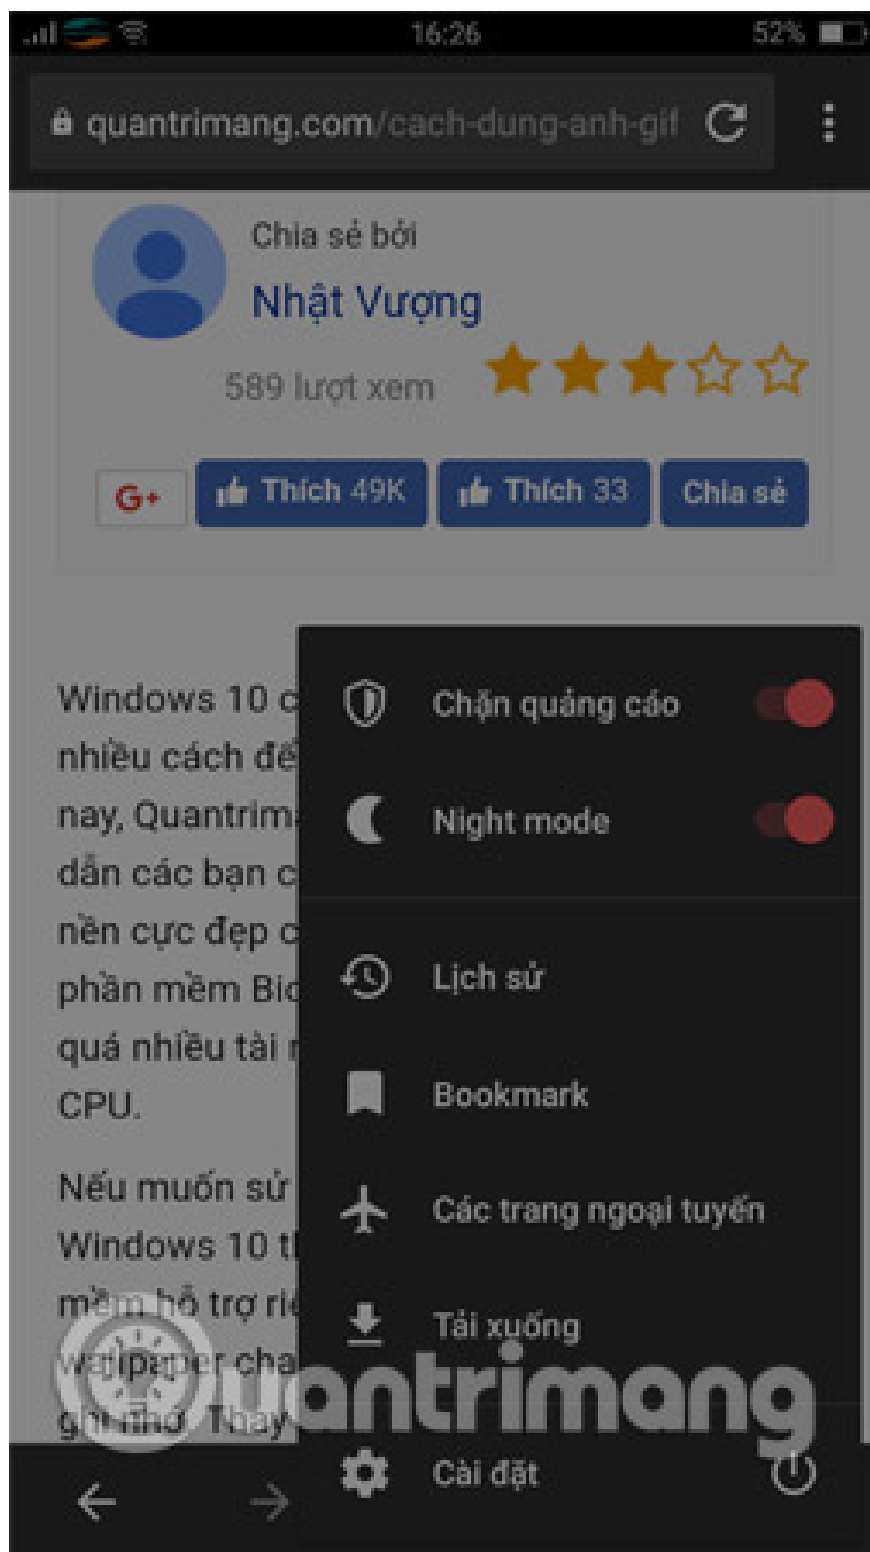 16:26
52%
quantrimang.com/cach-dung-anh-gif
Chia sẻ bởi
Nhật Vượng
589 lượt xem
G+
Thích 49K
Thích 33
Chia sẻ
Windows 10 c
nhiều cách để
nay, Quantrim
dẫn các bạn c
nền cực đẹp c
phần mềm Bio
quá nhiều tài
CPU.
Nếu muốn sử
Windows 10 t
mềm hỗ trợ ri
wallpaper cha
ghi nhớ. Thay
Chặn quảng cáo
Night mode
Lịch sử
Bookmark
Các trang ngoại tuyến
Tải xuống
Cài đặt
Quantrimang